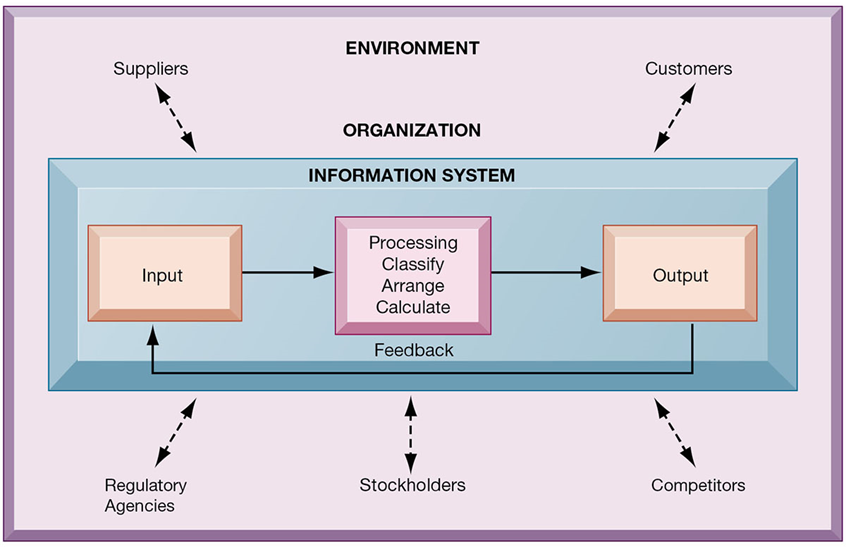 ENVIRONMENT
Suppliers
Customers
ORGANIZATION
INFORMATION SYSTEM
Input
Processing
Classify
Arrange
Calculate
Output
Feedback
Regulatory
Agencies
Stockholders
Competitors